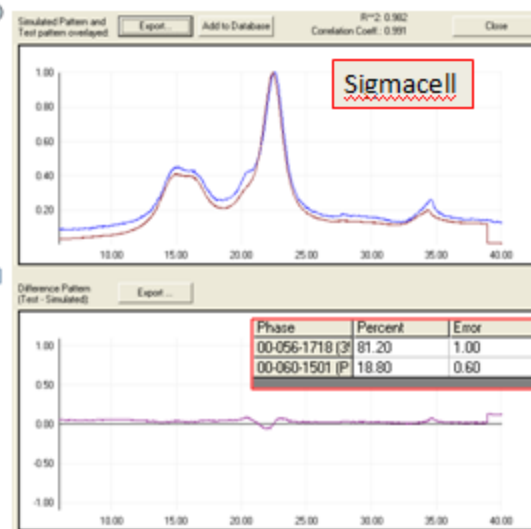 Simulated Pattern and
Test pattern overlayed:
Export...
Add to Database
R^2: 0.982
Correlation Coeff.: 0.991
Close
Sigmacell
1.00
0.80
0.60
0.40
0.20
10.00 15.00 20.00 25.00 30.00 35.00 40.00
Difference Pattern
(Test - Simulated):
Export...
Phase Percent Error
00-056-1718 (3 81.20 1.00
00-060-1501 (P 18.80 0.60
1.00
0.50
0.00
-0.50
-1.00
10.00 15.00 20.00 25.00 30.00 35.00 40.00